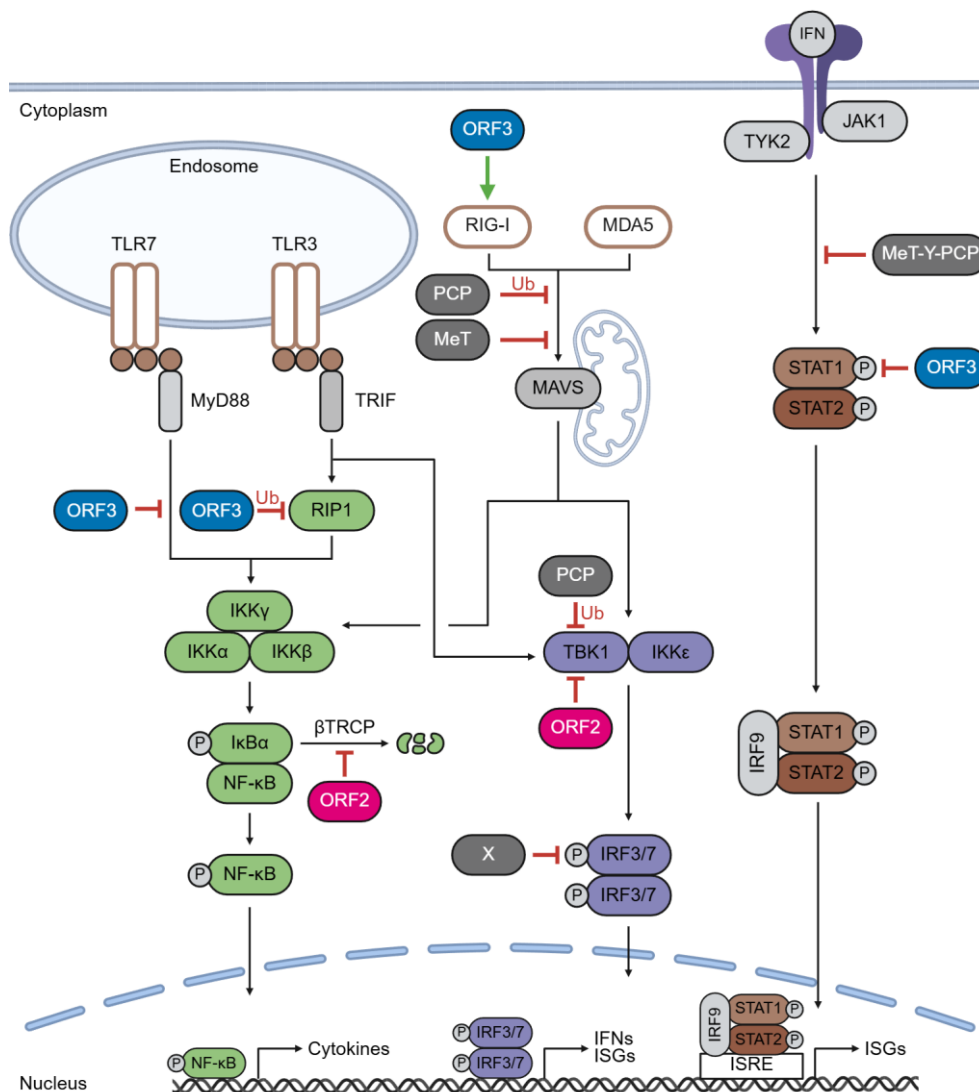 IFN
Cytoplasm
JAK1
TYK2
ORF3
Endosome
RIG-I
MDA5
TLR7
TLR3
MeT-Y-PCP
PCP
Ub
MeT
STAT1
P
ORF3
MAVS
STAT2
P
MyD88
TRIF
ORF3
ORF3
Ub
RIP1
PCP
Ub
IKKγ
IKKα
IKKβ
TBK1
IKKε
ORF2
P
IκBα
βTRCP
NF-κB
IRF9
STAT1
P
STAT2
P
ORF2
X
P
IRF3/7
P
NF-κB
P
IRF3/7
IRF9
STAT1
P
STAT2
P
P
IRF3/7
P
IRF3/7
IFNs
ISGs
P
NF-κB
Cytokines
ISRE
ISGs
Nucleus